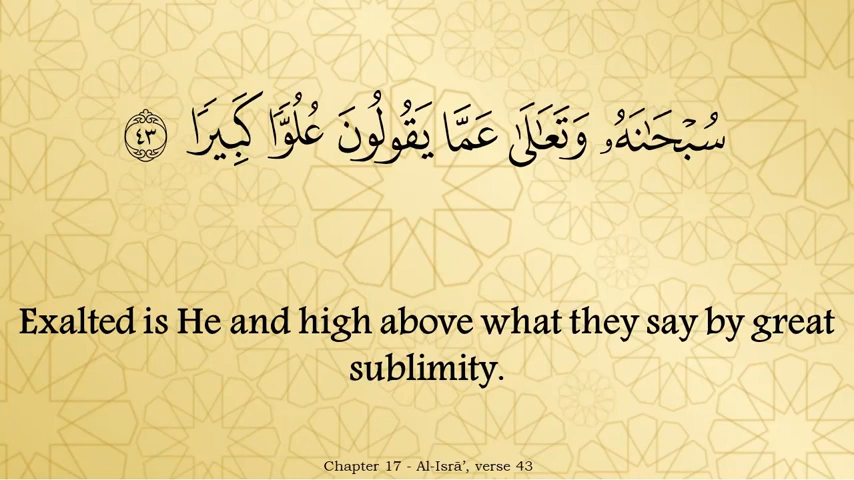 سُبْحَٰنَهُۥ وَتَعَٰلَىٰ عَمَّا يَقُولُونَ عُلُوًّا كَبِيرًا ٤٣
Exalted is He and high above what they say by great
sublimity.
Chapter 17 - Al-Isrā’, verse 43